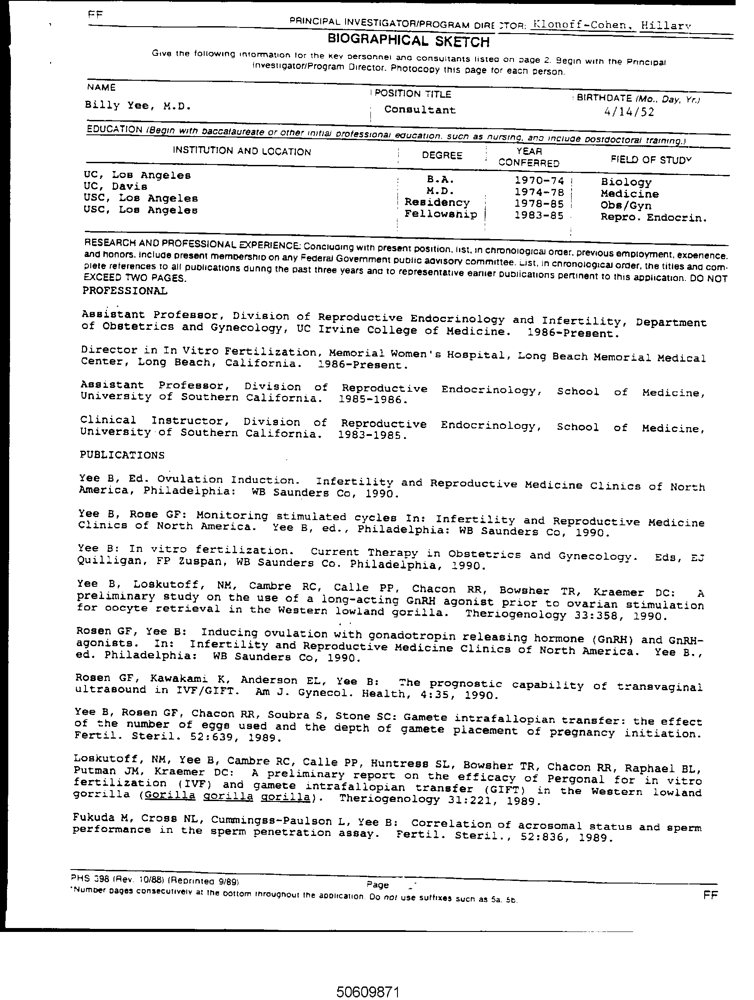 FF
PRINCIPAL INVESTIGATOR/PROGRAM DIRECTOR: Klonoff-Cohen, Hillary
BIOGRAPHICAL SKETCH
Give the following information for the key personnel and consultants listed on page 2. Begin with the Principal
Investigator/Program Director. Photocopy this page for each person.
NAME
POSITION TITLE
BIRTHDATE (Mo., Day, Yr.)
Billy Yee, M.D.
Consultant
4/14/52
EDUCATION (Begin with baccalaureate or other initial professional education, such as nursing, and include postdoctoral training.)
INSTITUTION AND LOCATION DEGREE YEAR CONFERRED FIELD OF STUDY
UC, Los Angeles B.A. 1970-74 Biology
UC, Davis M.D. 1974-78 Medicine
USC, Los Angeles Residency 1978-85 Obs/Gyn
USC, Los Angeles Fellowship 1983-85 Repro. Endocrin.
RESEARCH AND PROFESSIONAL EXPERIENCE: Concluding with present position, list, in chronological order, previous employment, experience,
and honors. Include present membership on any Federal Government public advisory committee. List, in chronological order, the titles and com-
plete references to all publications during the past three years and to representative earlier publications pertinent to this application. DO NOT
EXCEED TWO PAGES.
PROFESSIONAL
Assistant Professor, Division of Reproductive Endocrinology and Infertility, Department
of Obstetrics and Gynecology, UC Irvine College of Medicine. 1986-Present.
Director in In Vitro Fertilization, Memorial Women's Hospital, Long Beach Memorial Medical
Center, Long Beach, California. 1986-Present.
Assistant Professor, Division of Reproductive Endocrinology, School of Medicine,
University of Southern California. 1985-1986.
Clinical Instructor, Division of Reproductive Endocrinology, School of Medicine,
University of Southern California. 1983-1985.
PUBLICATIONS
Yee B, Ed. Ovulation Induction. Infertility and Reproductive Medicine Clinics of North
America, Philadelphia: WB Saunders Co, 1990.
Yee B, Rose GF: Monitoring stimulated cycles In: Infertility and Reproductive Medicine
Clinics of North America. Yee B, ed., Philadelphia: WB Saunders Co, 1990.
Yee B: In vitro fertilization. Current Therapy in Obstetrics and Gynecology. Eds, EJ
Quilligan, FP Zuspan, WB Saunders Co. Philadelphia, 1990.
Yee B, Loskutoff, NM, Cambre RC, Calle PP, Chacon RR, Bowsher TR, Kraemer DC: A
preliminary study on the use of a long-acting GnRH agonist prior to ovarian stimulation
for oocyte retrieval in the Western lowland gorilla. Theriogenology 33:358, 1990.
Rosen GF, Yee B: Inducing ovulation with gonadotropin releasing hormone (GnRH) and GnRH-
agonists. In: Infertility and Reproductive Medicine Clinics of North America. Yee B.,
ed. Philadelphia: WB Saunders Co, 1990.
Rosen GF, Kawakami K, Anderson EL, Yee B: The prognostic capability of transvaginal
ultrasound in IVF/GIFT. Am J. Gynecol. Health, 4:35, 1990.
Yee B, Rosen GF, Chacon RR, Soubra S, Stone SC: Gamete intrafallopian transfer: the effect
of the number of eggs used and the depth of gamete placement of pregnancy initiation.
Fertil. Steril. 52:639, 1989.
Loskutoff, NM, Yee B, Cambre RC, Calle PP, Huntress SL, Bowsher TR, Chacon RR, Raphael BL,
Putman JM, Kraemer DC: A preliminary report on the efficacy of Pergonal for in vitro
fertilization (IVF) and gamete intrafallopian transfer (GIFT) in the Western lowland
gorrilla (Gorilla gorilla gorilla). Theriogenology 31:221, 1989.
Fukuda M, Cross NL, Cummingss-Paulson L, Yee B: Correlation of acrosomal status and sperm
performance in the sperm penetration assay. Fertil. Steril., 52:836, 1989.
PHS 398 (Rev. 10/88) (Reprinted 9/89)
Page
*Number pages consecutively at the bottom throughout the application. Do not use suffixes such as 5a, 5b.
FF
50609871